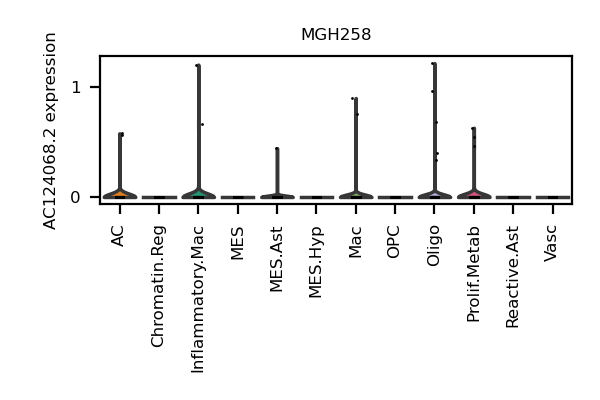 MGH258
AC124068.2 expression
1
0
AC
Chromatin.Reg
Inflammatory.Mac
MES
MES.Ast
MES.Hyp
Mac
OPC
Oligo
Prolif.Metab
Reactive.Ast
Vasc